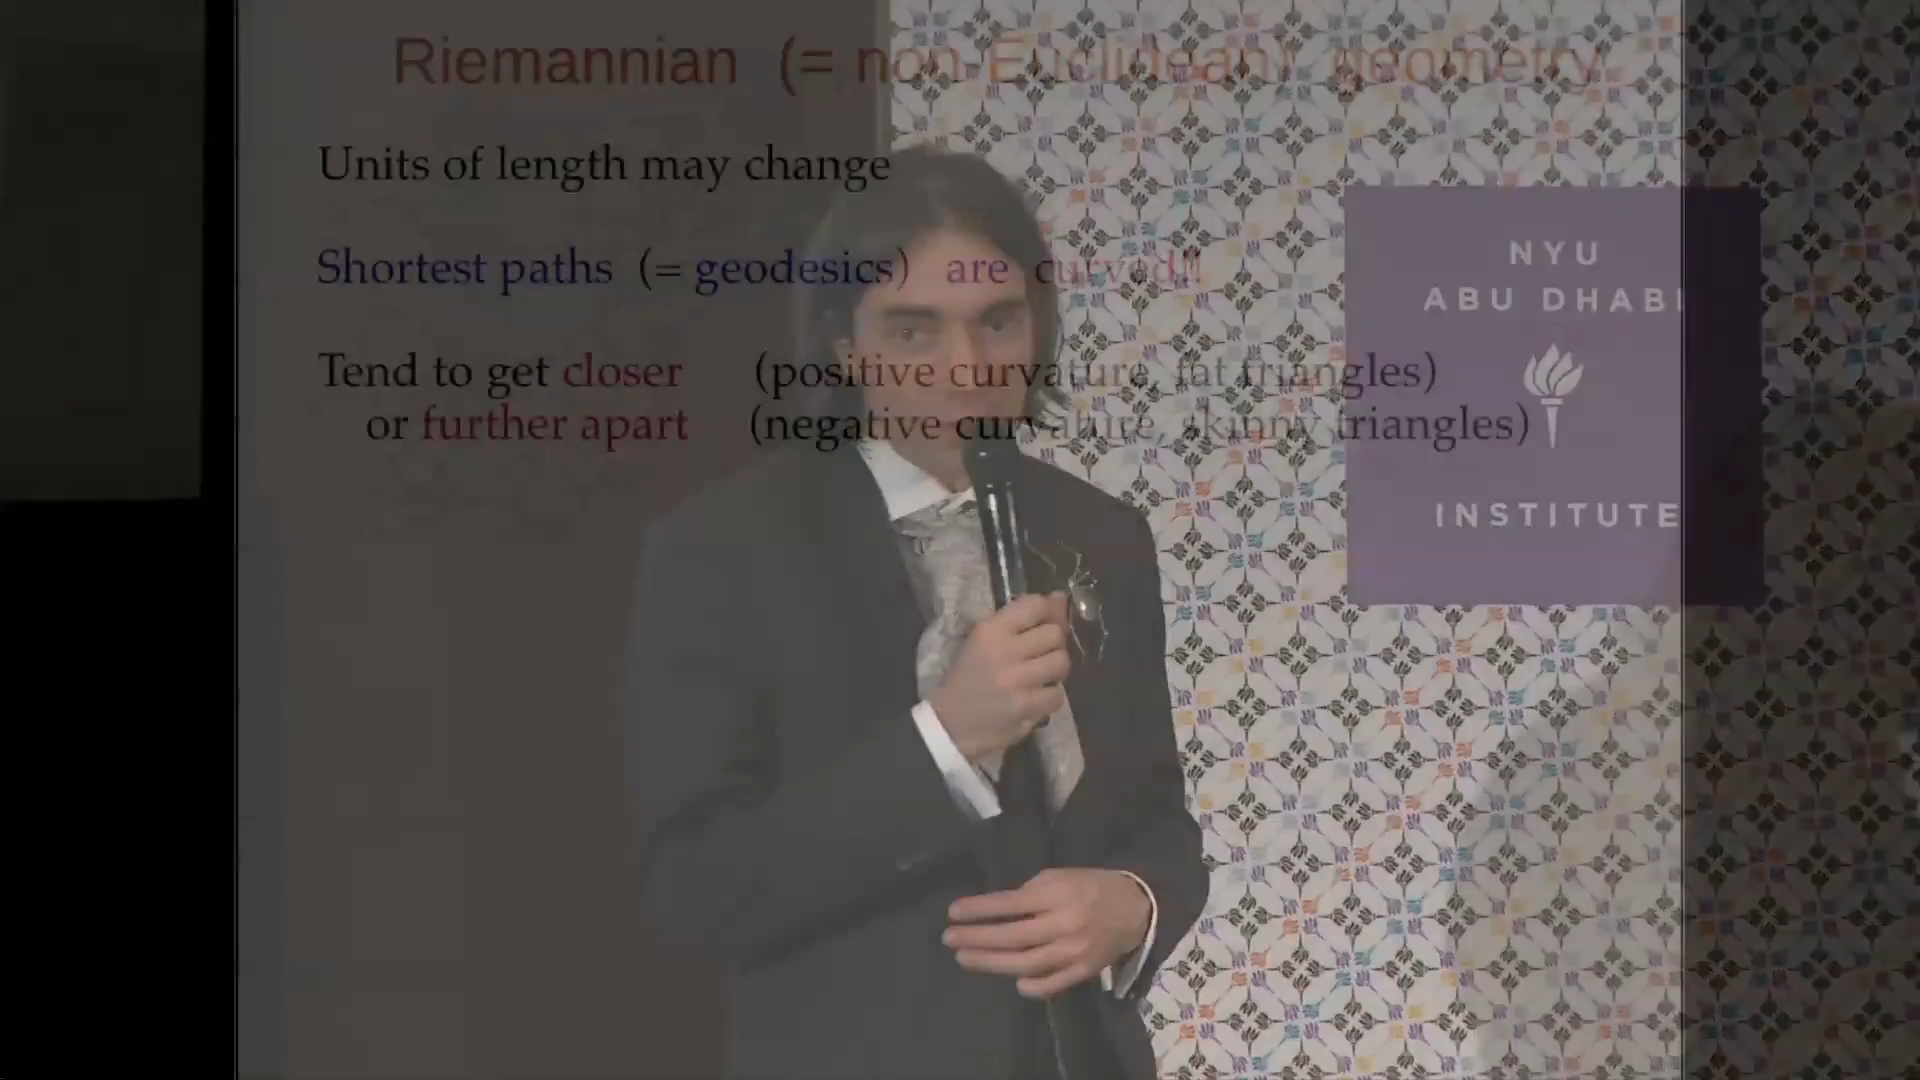 Riemannian (= non-Euclidean) geometry
Units of length may change
Shortest paths (= geodesics) are curved!!
Tend to get closer (positive curvature, fat triangles)
or further apart (negative curvature, skinny triangles)
NYU
ABU DHABI
INSTITUTE